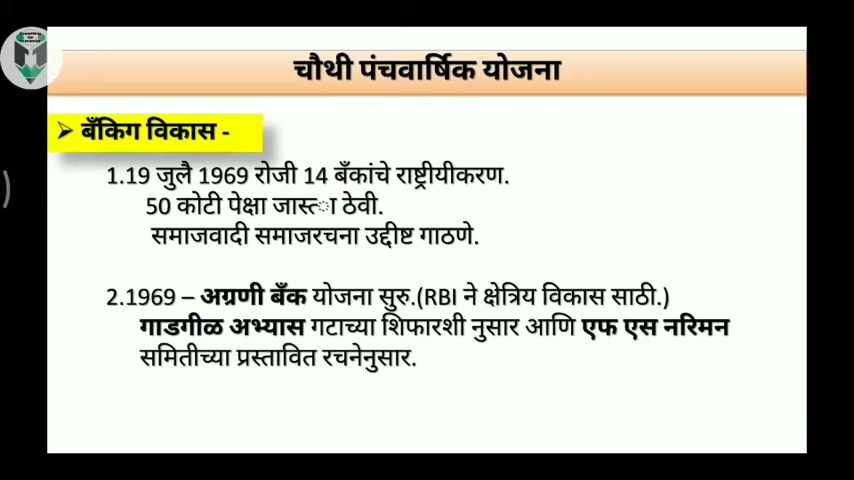 चौथी पंचवार्षिक योजना
➢ बँकिग विकास -
1.19 जुलै 1969 रोजी 14 बँकांचे राष्ट्रीयीकरण.
50 कोटी पेक्षा जास्त्ा ठेवी.
समाजवादी समाजरचना उद्दीष्ट गाठणे.
2.1969 – अग्रणी बँक योजना सुरु.(RBI ने क्षेत्रिय विकास साठी.)
गाडगीळ अभ्यास गटाच्या शिफारशी नुसार आणि एफ एस नरिमन
समितीच्या प्रस्तावित रचनेनुसार.